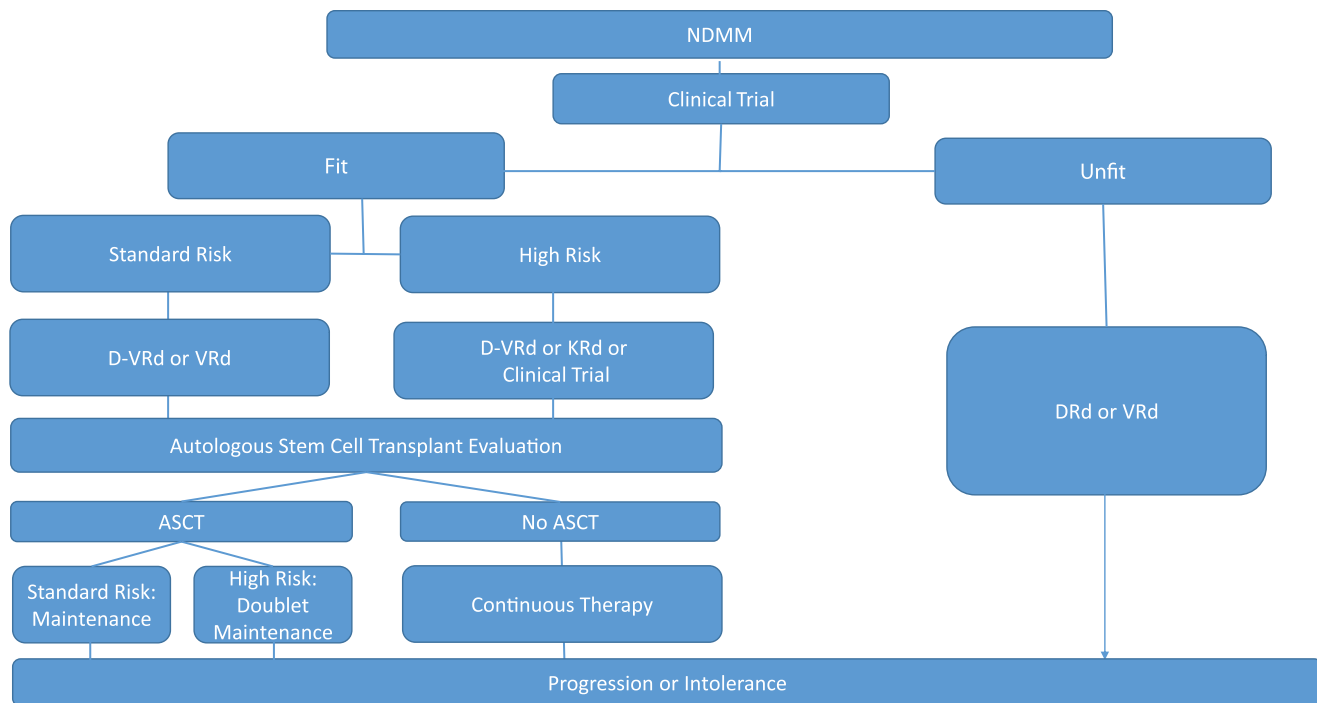 NDMM
Clinical Trial
Fit
Unfit
Standard Risk
High Risk
D-VRd or VRd
D-VRd or KRd or
Clinical Trial
DRd or VRd
Autologous Stem Cell Transplant Evaluation
ASCT
No ASCT
Standard Risk:
Maintenance
High Risk:
Doublet
Maintenance
Continuous Therapy
Progression or Intolerance